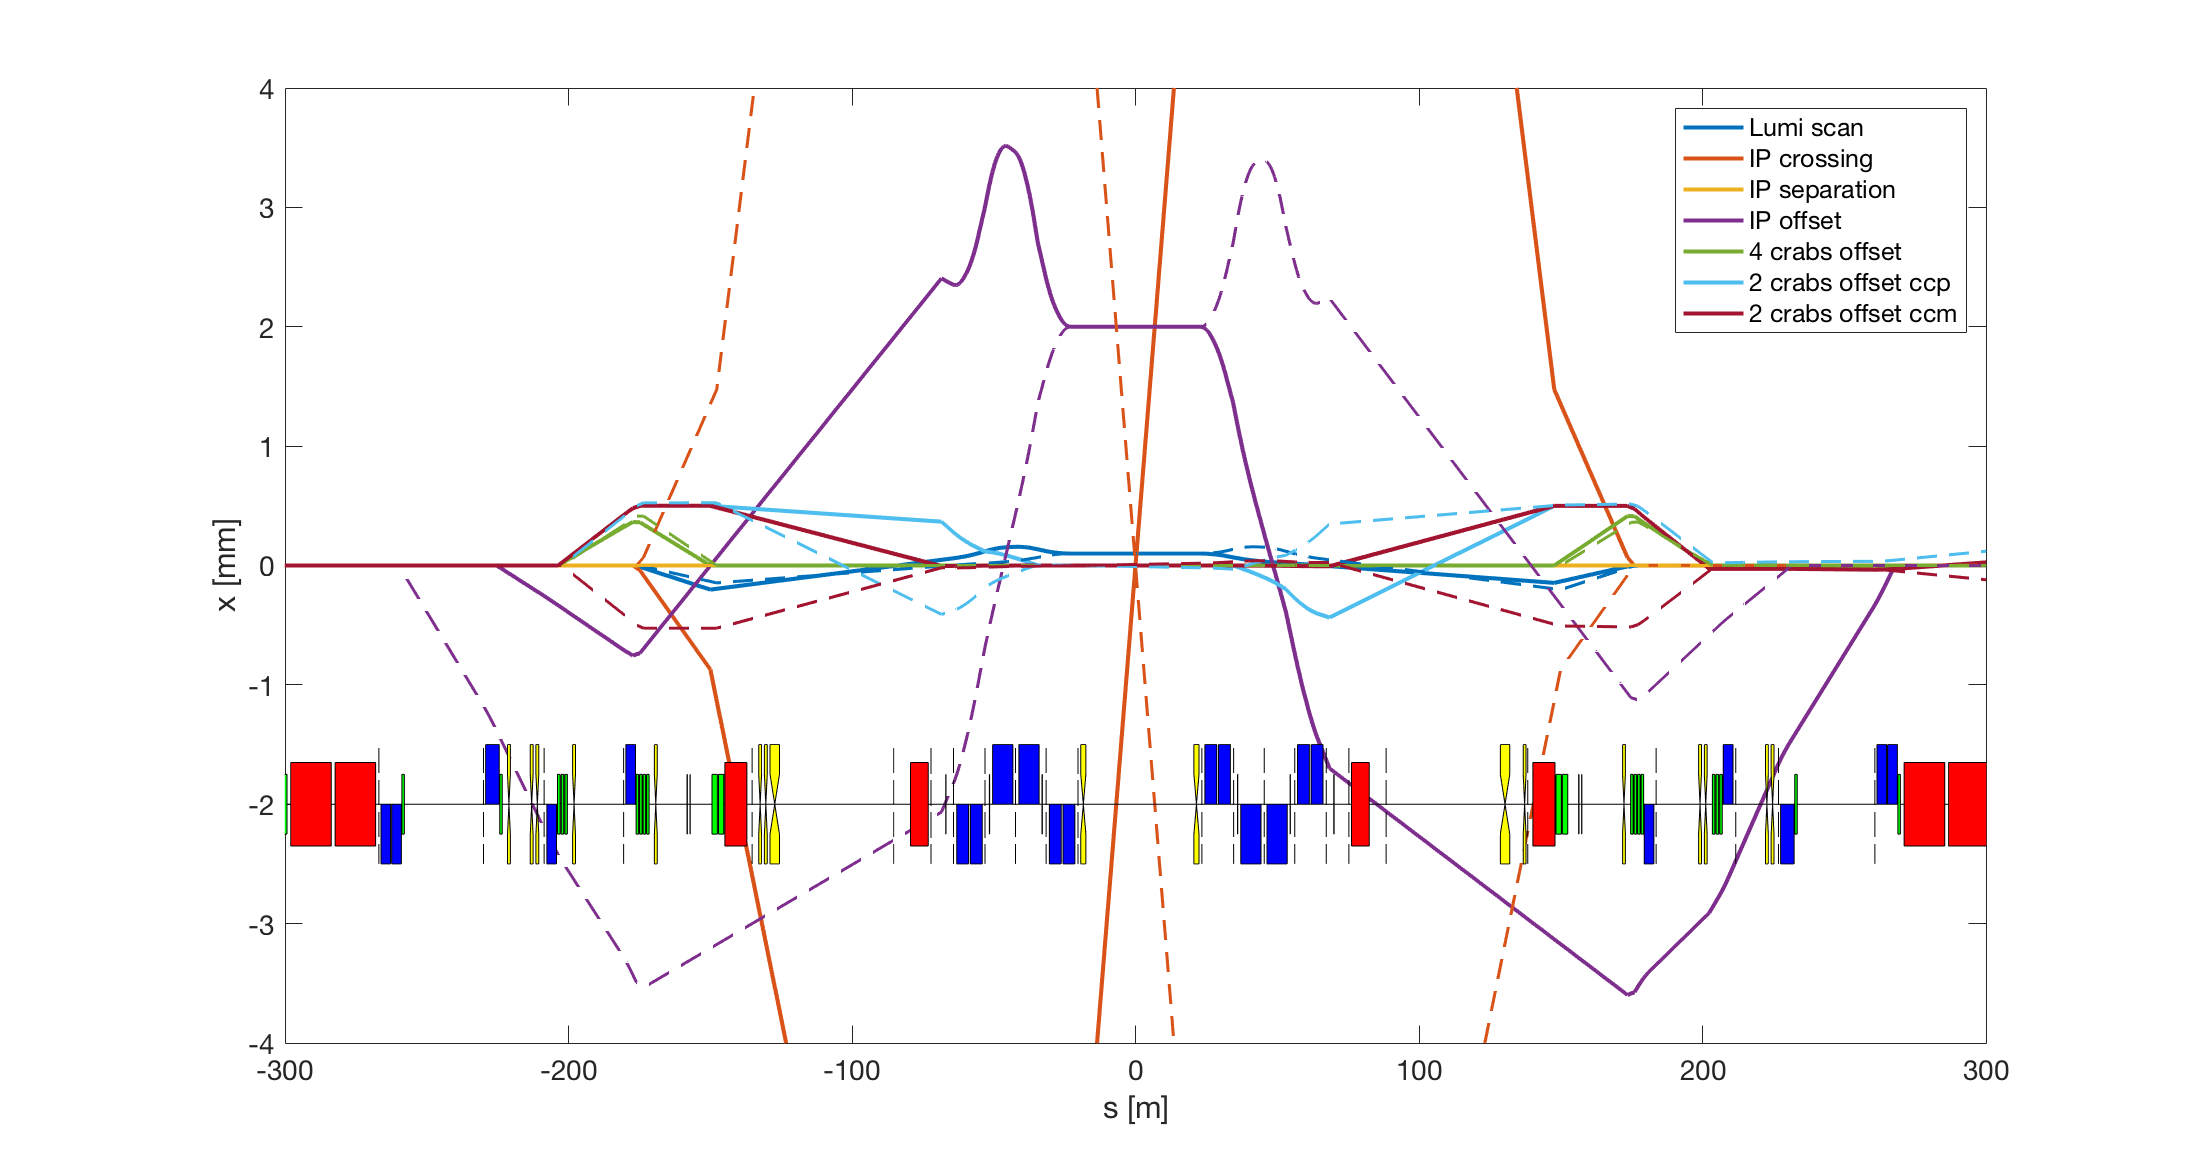 4
3
2
1
0
-1
-2
-3
-4
x [mm]
Lumi scan
IP crossing
IP separation
IP offset
4 crabs offset
2 crabs offset ccp
2 crabs offset ccm
-300 -200 -100 0 100 200 300
s [m]